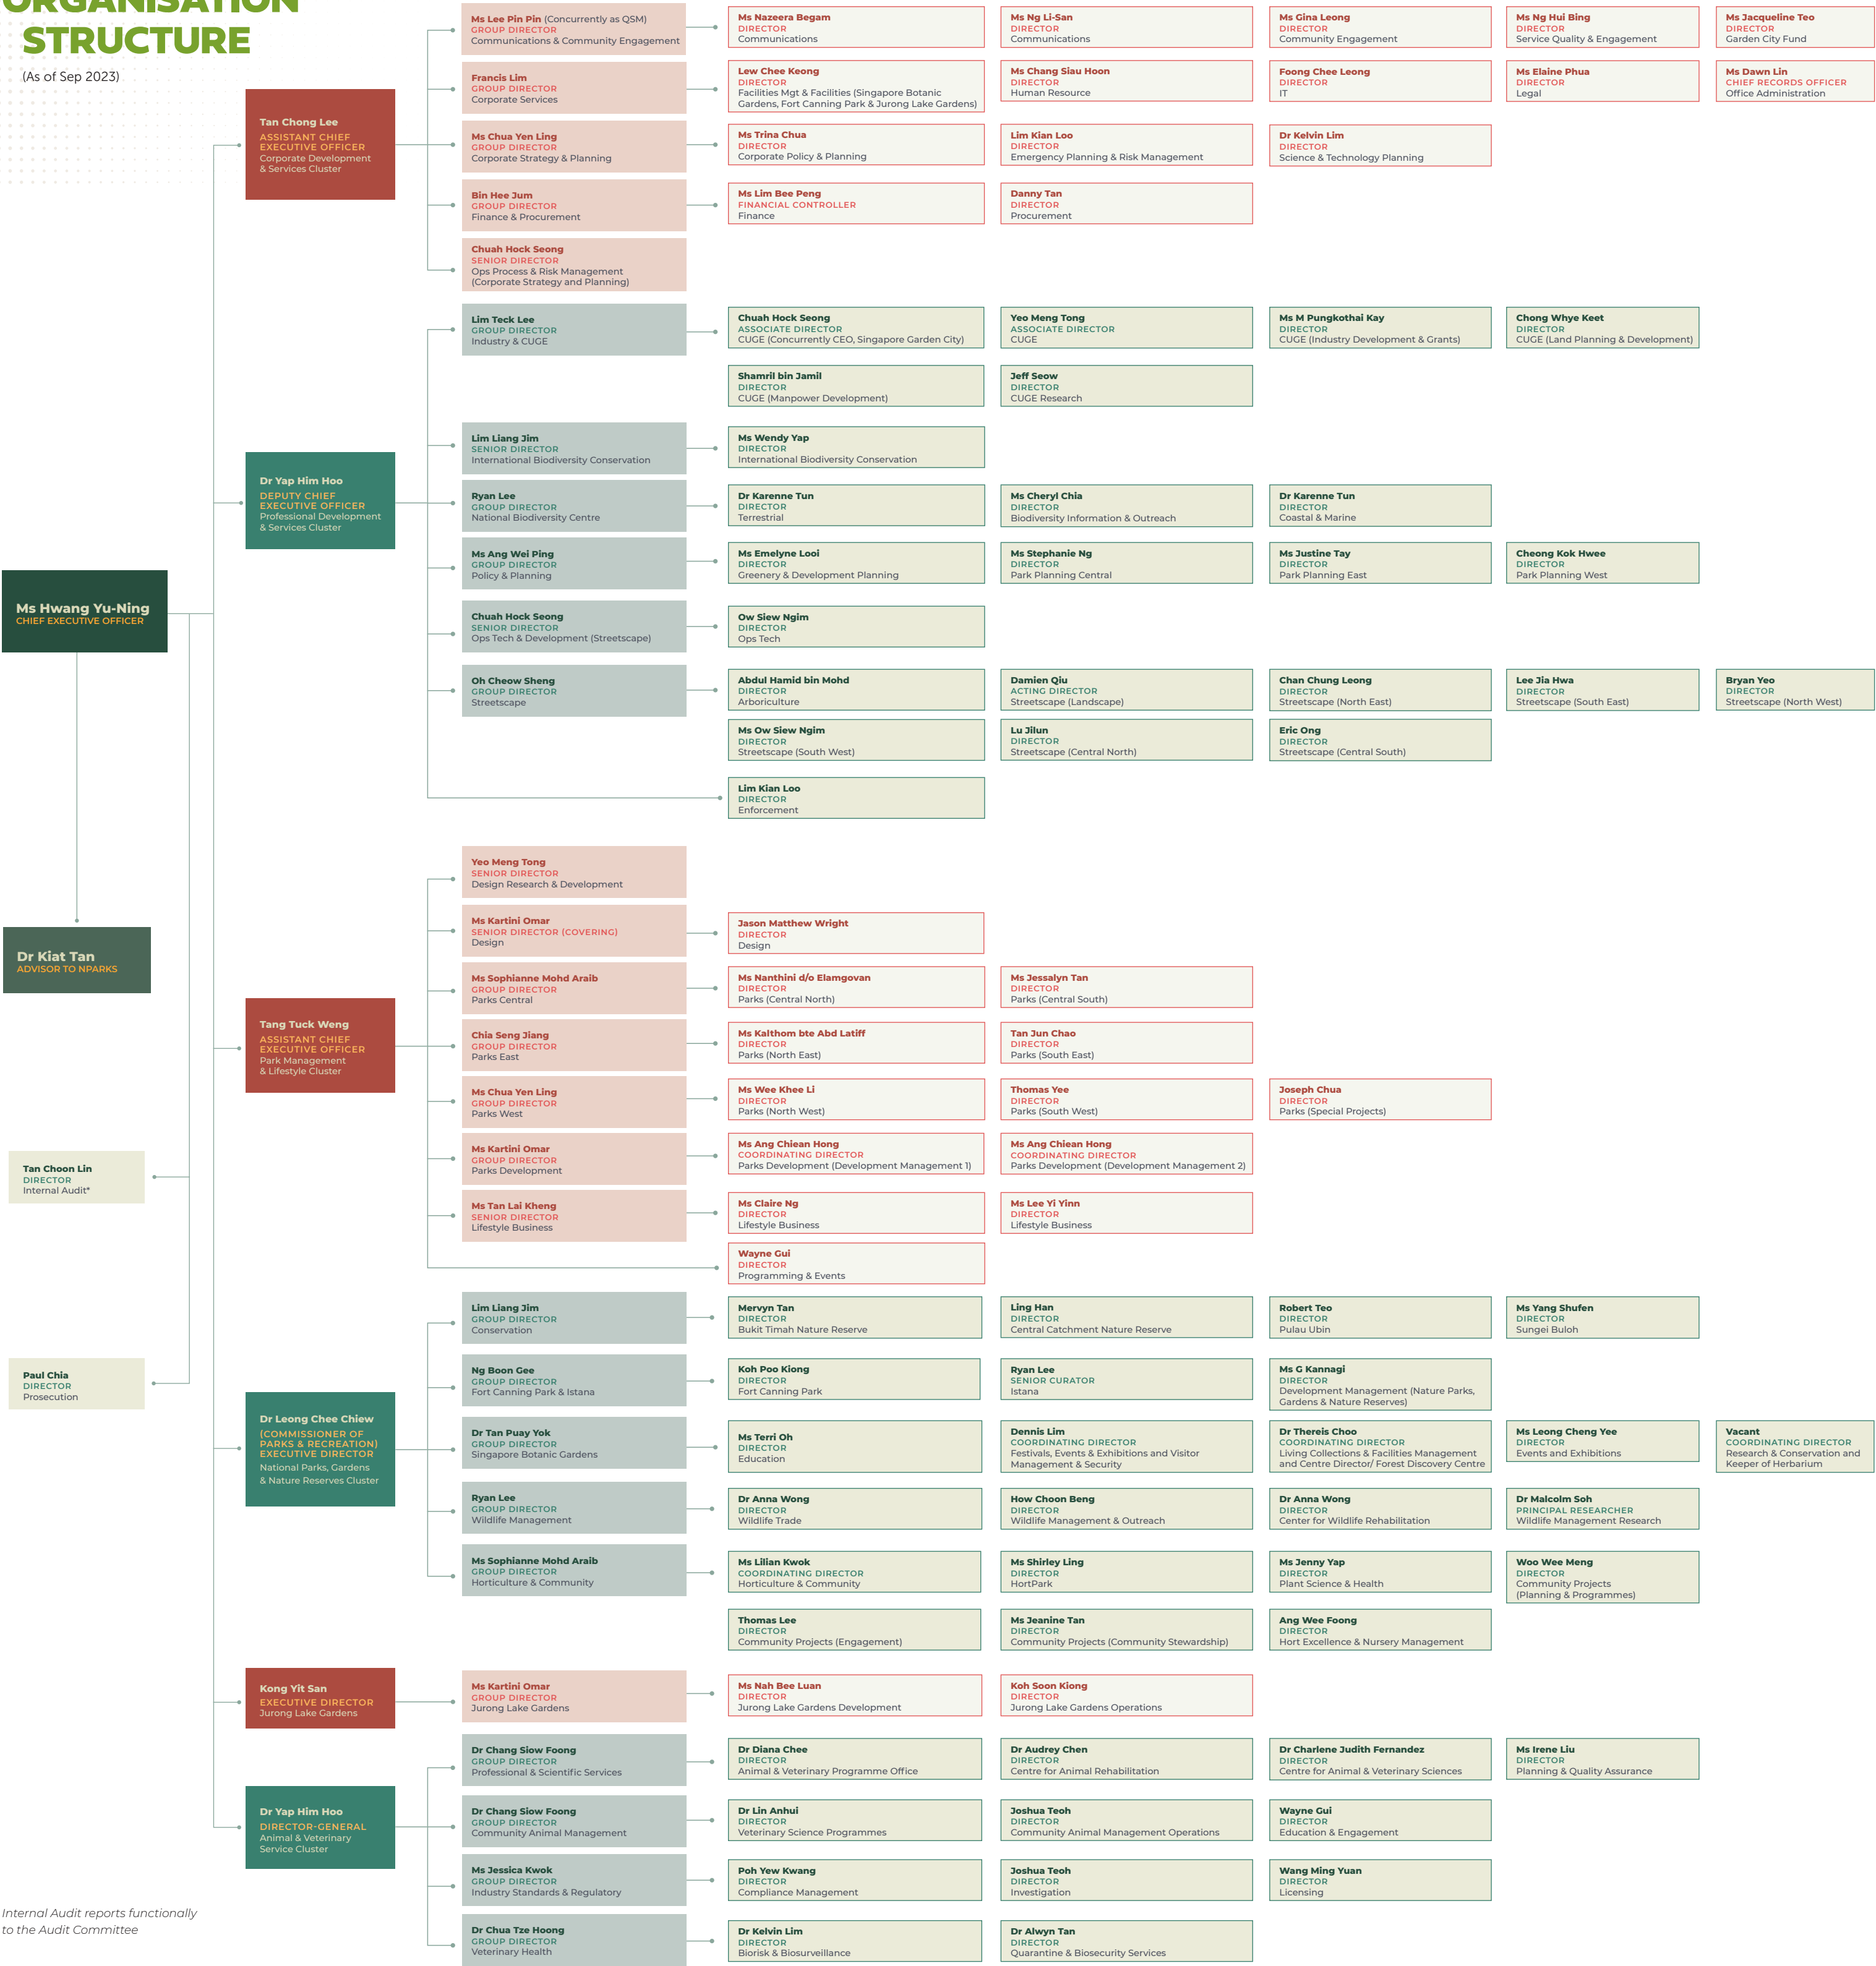 ORGANISATION
STRUCTURE
(As of Sep 2023)
Ms Hwang Yu-Ning
CHIEF EXECUTIVE OFFICER
Dr Kiat Tan
ADVISOR TO NPARKS
Tan Choon Lin
DIRECTOR
Internal Audit*
Paul Chia
DIRECTOR
Prosecution
Tan Chong Lee
ASSISTANT CHIEF
EXECUTIVE OFFICER
Corporate Development
& Services Cluster
Ms Lee Pin Pin (Concurrently as QSM)
GROUP DIRECTOR
Communications & Community Engagement
Ms Nazeera Begam
DIRECTOR
Communications
Ms Ng Li-San
DIRECTOR
Communications
Ms Gina Leong
DIRECTOR
Community Engagement
Ms Ng Hui Bing
DIRECTOR
Service Quality & Engagement
Ms Jacqueline Teo
DIRECTOR
Garden City Fund
Francis Lim
GROUP DIRECTOR
Corporate Services
Lew Chee Keong
DIRECTOR
Facilities Mgt & Facilities (Singapore Botanic
Gardens, Fort Canning Park & Jurong Lake Gardens)
Ms Chang Siau Hoon
DIRECTOR
Human Resource
Foong Chee Leong
DIRECTOR
IT
Ms Elaine Phua
DIRECTOR
Legal
Ms Dawn Lin
CHIEF RECORDS OFFICER
Office Administration
Ms Chua Yen Ling
GROUP DIRECTOR
Corporate Strategy & Planning
Ms Trina Chua
DIRECTOR
Corporate Policy & Planning
Lim Kian Loo
DIRECTOR
Emergency Planning & Risk Management
Dr Kelvin Lim
DIRECTOR
Science & Technology Planning
Bin Hee Jum
GROUP DIRECTOR
Finance & Procurement
Ms Lim Bee Peng
FINANCIAL CONTROLLER
Finance
Danny Tan
DIRECTOR
Procurement
Chuah Hock Seong
SENIOR DIRECTOR
Ops Process & Risk Management
(Corporate Strategy and Planning)
Dr Yap Him Hoo
DEPUTY CHIEF
EXECUTIVE OFFICER
Professional Development
& Services Cluster
Lim Teck Lee
GROUP DIRECTOR
Industry & CUGE
Chuah Hock Seong
ASSOCIATE DIRECTOR
CUGE (Concurrently CEO, Singapore Garden City)
Yeo Meng Tong
ASSOCIATE DIRECTOR
CUGE
Ms M Pungkothai Kay
DIRECTOR
CUGE (Industry Development & Grants)
Chong Whye Keet
DIRECTOR
CUGE (Land Planning & Development)
Shamril bin Jamil
DIRECTOR
CUGE (Manpower Development)
Jeff Seow
DIRECTOR
CUGE Research
Lim Liang Jim
SENIOR DIRECTOR
International Biodiversity Conservation
Ms Wendy Yap
DIRECTOR
International Biodiversity Conservation
Ryan Lee
GROUP DIRECTOR
National Biodiversity Centre
Dr Karenne Tun
DIRECTOR
Terrestrial
Ms Cheryl Chia
DIRECTOR
Biodiversity Information & Outreach
Dr Karenne Tun
DIRECTOR
Coastal & Marine
Ms Ang Wei Ping
GROUP DIRECTOR
Policy & Planning
Ms Emelyne Looi
DIRECTOR
Greenery & Development Planning
Ms Stephanie Ng
DIRECTOR
Park Planning Central
Ms Justine Tay
DIRECTOR
Park Planning East
Cheong Kok Hwee
DIRECTOR
Park Planning West
Chuah Hock Seong
SENIOR DIRECTOR
Ops Tech & Development (Streetscape)
Ow Siew Ngim
DIRECTOR
Ops Tech
Oh Cheow Sheng
GROUP DIRECTOR
Streetscape
Abdul Hamid bin Mohd
DIRECTOR
Arboriculture
Damien Qiu
ACTING DIRECTOR
Streetscape (Landscape)
Chan Chung Leong
DIRECTOR
Streetscape (North East)
Lee Jia Hwa
DIRECTOR
Streetscape (South East)
Bryan Yeo
DIRECTOR
Streetscape (North West)
Ms Ow Siew Ngim
DIRECTOR
Streetscape (South West)
Lu Jilun
DIRECTOR
Streetscape (Central North)
Eric Ong
DIRECTOR
Streetscape (Central South)
Lim Kian Loo
DIRECTOR
Enforcement
Tang Tuck Weng
ASSISTANT CHIEF
EXECUTIVE OFFICER
Park Management
& Lifestyle Cluster
Yeo Meng Tong
SENIOR DIRECTOR
Design Research & Development
Ms Kartini Omar
SENIOR DIRECTOR (COVERING)
Design
Jason Matthew Wright
DIRECTOR
Design
Ms Sophianne Mohd Araib
GROUP DIRECTOR
Parks Central
Ms Nanthini d/o Elamgovan
DIRECTOR
Parks (Central North)
Ms Jessalyn Tan
DIRECTOR
Parks (Central South)
Chia Seng Jiang
GROUP DIRECTOR
Parks East
Ms Kalthom bte Abd Latiff
DIRECTOR
Parks (North East)
Tan Jun Chao
DIRECTOR
Parks (South East)
Ms Chua Yen Ling
GROUP DIRECTOR
Parks West
Ms Wee Khee Li
DIRECTOR
Parks (North West)
Thomas Yee
DIRECTOR
Parks (South West)
Joseph Chua
DIRECTOR
Parks (Special Projects)
Ms Kartini Omar
GROUP DIRECTOR
Parks Development
Ms Ang Chiean Hong
COORDINATING DIRECTOR
Parks Development (Development Management 1)
Ms Ang Chiean Hong
COORDINATING DIRECTOR
Parks Development (Development Management 2)
Ms Tan Lai Kheng
SENIOR DIRECTOR
Lifestyle Business
Ms Claire Ng
DIRECTOR
Lifestyle Business
Ms Lee Yi Yinn
DIRECTOR
Lifestyle Business
Wayne Gui
DIRECTOR
Programming & Events
Dr Leong Chee Chiew
(COMMISSIONER OF
PARKS & RECREATION)
EXECUTIVE DIRECTOR
National Parks, Gardens
& Nature Reserves Cluster
Lim Liang Jim
GROUP DIRECTOR
Conservation
Mervyn Tan
DIRECTOR
Bukit Timah Nature Reserve
Ling Han
DIRECTOR
Central Catchment Nature Reserve
Robert Teo
DIRECTOR
Pulau Ubin
Ms Yang Shufen
DIRECTOR
Sungei Buloh
Ng Boon Gee
GROUP DIRECTOR
Fort Canning Park & Istana
Koh Poo Kiong
DIRECTOR
Fort Canning Park
Ryan Lee
SENIOR CURATOR
Istana
Ms G Kannagi
DIRECTOR
Development Management (Nature Parks,
Gardens & Nature Reserves)
Dr Tan Puay Yok
GROUP DIRECTOR
Singapore Botanic Gardens
Ms Terri Oh
DIRECTOR
Education
Dennis Lim
COORDINATING DIRECTOR
Festivals, Events & Exhibitions and Visitor
Management & Security
Dr Thereis Choo
COORDINATING DIRECTOR
Living Collections & Facilities Management
and Centre Director/ Forest Discovery Centre
Ms Leong Cheng Yee
DIRECTOR
Events and Exhibitions
Vacant
COORDINATING DIRECTOR
Research & Conservation and
Keeper of Herbarium
Ryan Lee
GROUP DIRECTOR
Wildlife Management
Dr Anna Wong
DIRECTOR
Wildlife Trade
How Choon Beng
DIRECTOR
Wildlife Management & Outreach
Dr Anna Wong
DIRECTOR
Center for Wildlife Rehabilitation
Dr Malcolm Soh
PRINCIPAL RESEARCHER
Wildlife Management Research
Ms Sophianne Mohd Araib
GROUP DIRECTOR
Horticulture & Community
Ms Lilian Kwok
COORDINATING DIRECTOR
Horticulture & Community
Ms Shirley Ling
DIRECTOR
HortPark
Ms Jenny Yap
DIRECTOR
Plant Science & Health
Woo Wee Meng
DIRECTOR
Community Projects
(Planning & Programmes)
Thomas Lee
DIRECTOR
Community Projects (Engagement)
Ms Jeanine Tan
DIRECTOR
Community Projects (Community Stewardship)
Ang Wee Foong
DIRECTOR
Hort Excellence & Nursery Management
Kong Yit San
EXECUTIVE DIRECTOR
Jurong Lake Gardens
Ms Kartini Omar
GROUP DIRECTOR
Jurong Lake Gardens
Ms Nah Bee Luan
DIRECTOR
Jurong Lake Gardens Development
Koh Soon Kiong
DIRECTOR
Jurong Lake Gardens Operations
Dr Yap Him Hoo
DIRECTOR-GENERAL
Animal & Veterinary
Service Cluster
Dr Chang Siow Foong
GROUP DIRECTOR
Professional & Scientific Services
Dr Diana Chee
DIRECTOR
Animal & Veterinary Programme Office
Dr Audrey Chen
DIRECTOR
Centre for Animal Rehabilitation
Dr Charlene Judith Fernandez
DIRECTOR
Centre for Animal & Veterinary Sciences
Ms Irene Liu
DIRECTOR
Planning & Quality Assurance
Dr Chang Siow Foong
GROUP DIRECTOR
Community Animal Management
Dr Lin Anhui
DIRECTOR
Veterinary Science Programmes
Joshua Teoh
DIRECTOR
Community Animal Management Operations
Wayne Gui
DIRECTOR
Education & Engagement
Ms Jessica Kwok
GROUP DIRECTOR
Industry Standards & Regulatory
Poh Yew Kwang
DIRECTOR
Compliance Management
Joshua Teoh
DIRECTOR
Investigation
Wang Ming Yuan
DIRECTOR
Licensing
Dr Chua Tze Hoong
GROUP DIRECTOR
Veterinary Health
Dr Kelvin Lim
DIRECTOR
Biorisk & Biosurveillance
Dr Alwyn Tan
DIRECTOR
Quarantine & Biosecurity Services
Internal Audit reports functionally
to the Audit Committee